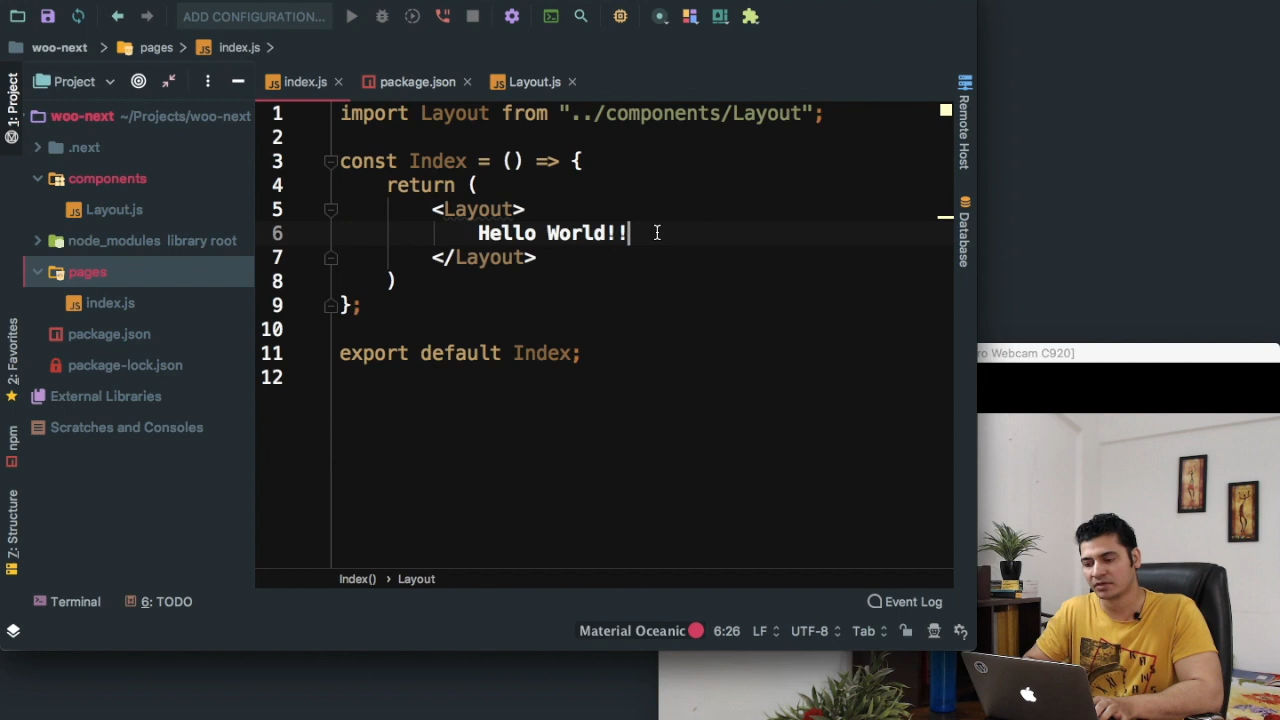 ADD CONFIGURATION...
woo-next
pages
index.js
1: Project
Project
index.js
package.json
Layout.js
woo-next ~/Projects/woo-next
.next
components
Layout.js
node_modules library root
pages
index.js
package.json
package-lock.json
External Libraries
Scratches and Consoles
2: Favorites
npm
Z: Structure
1 import Layout from "../components/Layout";
2
3 const Index = () => {
4 return (
5 <Layout>
6 Hello World!!
7 </Layout>
8 )
9 };
10
11 export default Index;
12
Remote Host
Database
Index() › Layout
Terminal
6: TODO
Event Log
Material Oceanic
6:26
LF
UTF-8
Tab
ro Webcam C920]